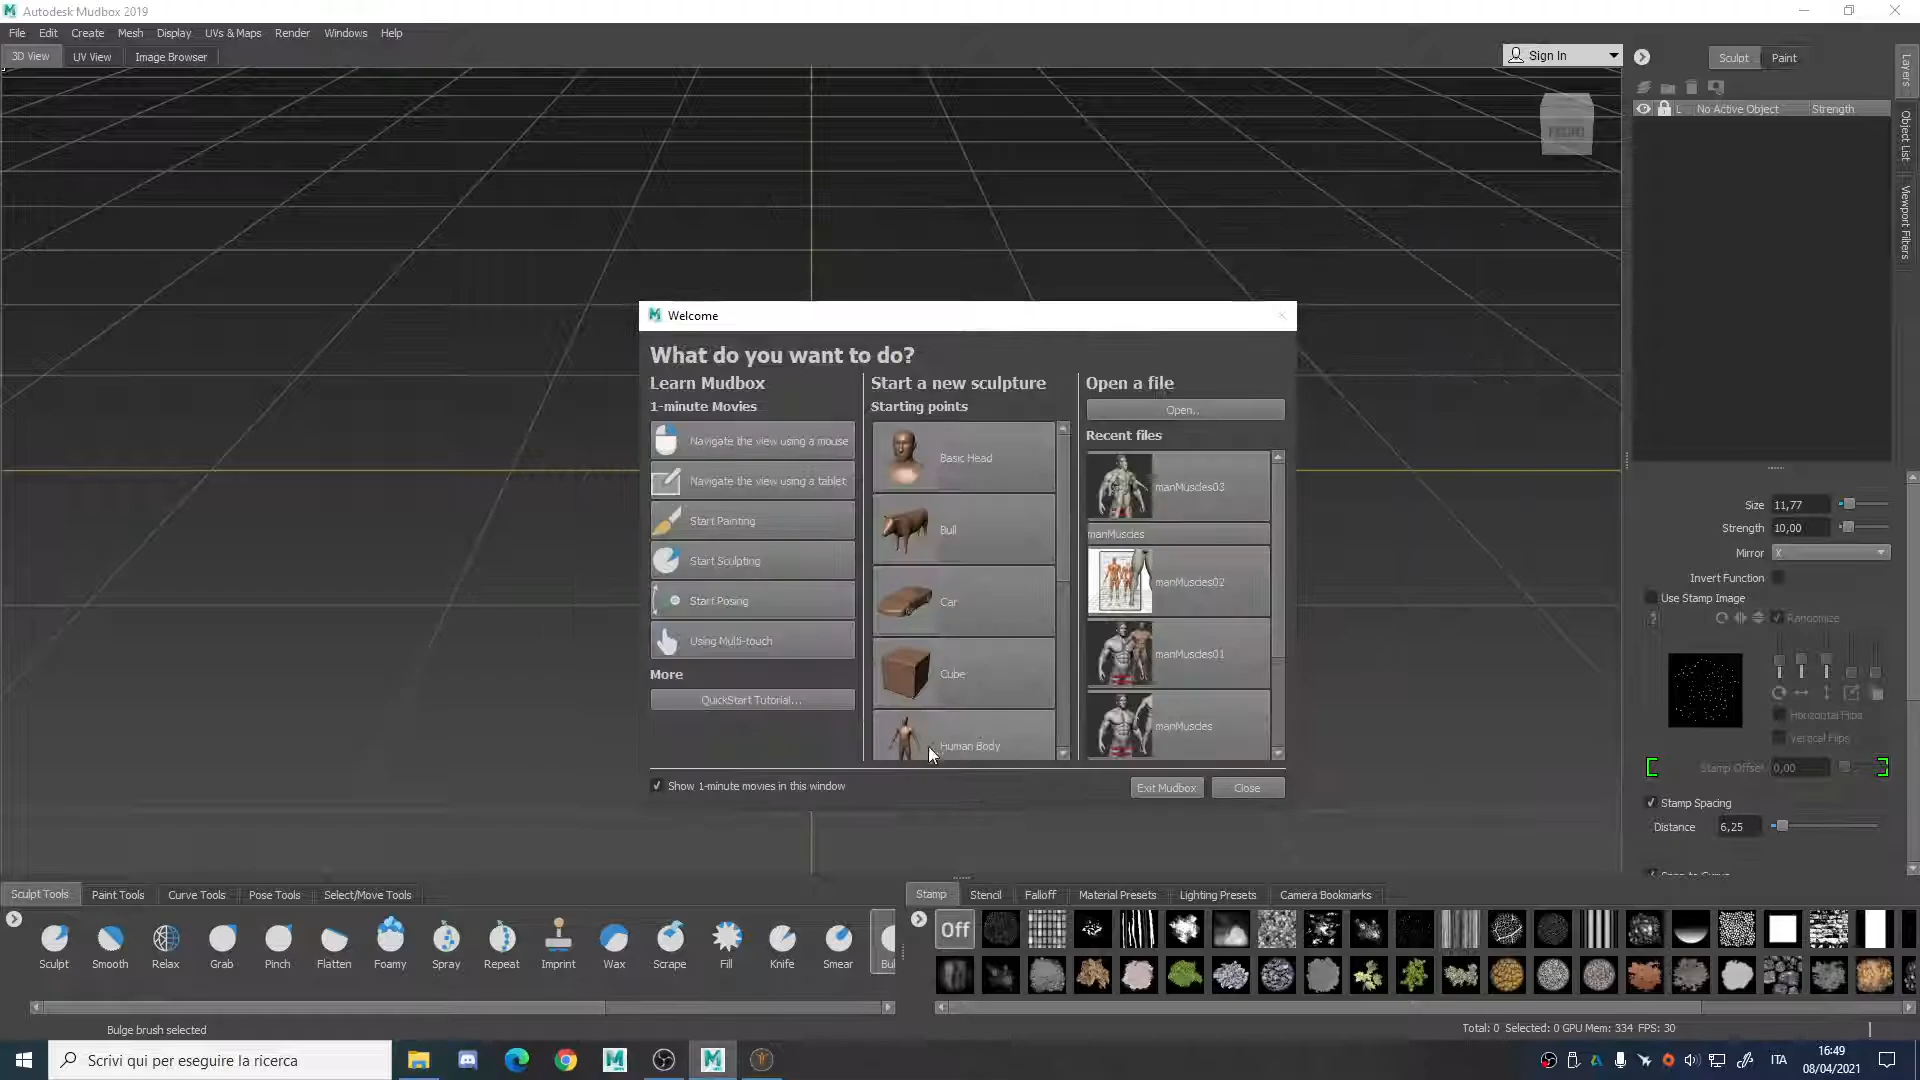 Autodesk Mudbox 2019
File Edit Create Mesh Display UVs & Maps Render Windows Help
3D View UV View Image Browser
Sign In
Sculpt Paint
Layers
Object List
Viewport Filters
L No Active Object Strength
Welcome
What do you want to do?
Learn Mudbox
1-minute Movies
Navigate the view using a mouse
Navigate the view using a tablet
Start Painting
Start Sculpting
Start Posing
Using Multi-touch
More
QuickStart Tutorial...
Start a new sculpture
Starting points
Basic Head
Bull
Car
Cube
Human Body
Open a file
Open..
Recent files
manMuscles03
manMuscles
manMuscles02
manMuscles01
manMuscles
Show 1-minute movies in this window
Exit Mudbox Close
Size 11,77
Strength 10,00
Mirror X
Invert Function
Use Stamp Image
Randomize
Horizontal Flips
Vertical Flips
Stamp Offset 0,00
Stamp Spacing
Distance 6,25
Sculpt Tools Paint Tools Curve Tools Pose Tools Select/Move Tools
Sculpt Smooth Relax Grab Pinch Flatten Foamy Spray Repeat Imprint Wax Scrape Fill Knife Smear Bul
Stamp Stencil Falloff Material Presets Lighting Presets Camera Bookmarks
Off
Bulge brush selected
Total: 0 Selected: 0 GPU Mem: 334 FPS: 30
Scrivi qui per eseguire la ricerca
ITA
16:49
08/04/2021